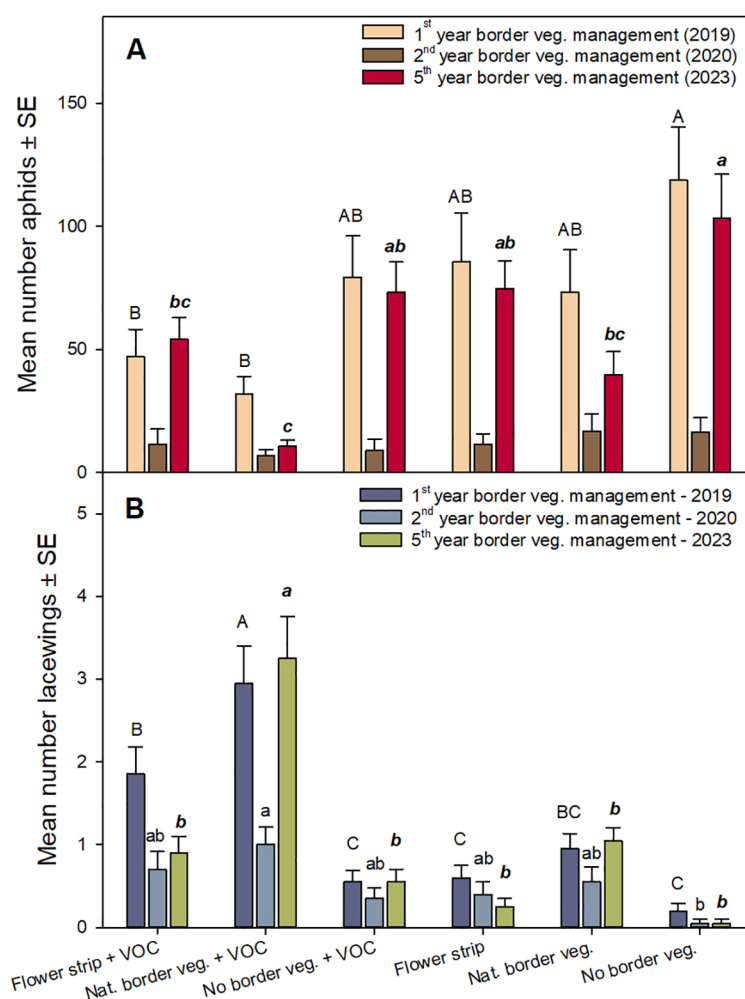 A
1st year border veg. management (2019)
2nd year border veg. management (2020)
5th year border veg. management (2023)
Mean number aphids ± SE
150
100
50
0
B bc
B c
AB ab
AB ab
AB bc
A a
B
1st year border veg. management - 2019
2nd year border veg. management - 2020
5th year border veg. management - 2023
Mean number lacewings ± SE
5
4
3
2
1
0
B ab b
A a a
C ab b
C ab b
BC ab b
C b b
Flower strip + VOC
Nat. border veg. + VOC
No border veg. + VOC
Flower strip
Nat. border veg.
No border veg.